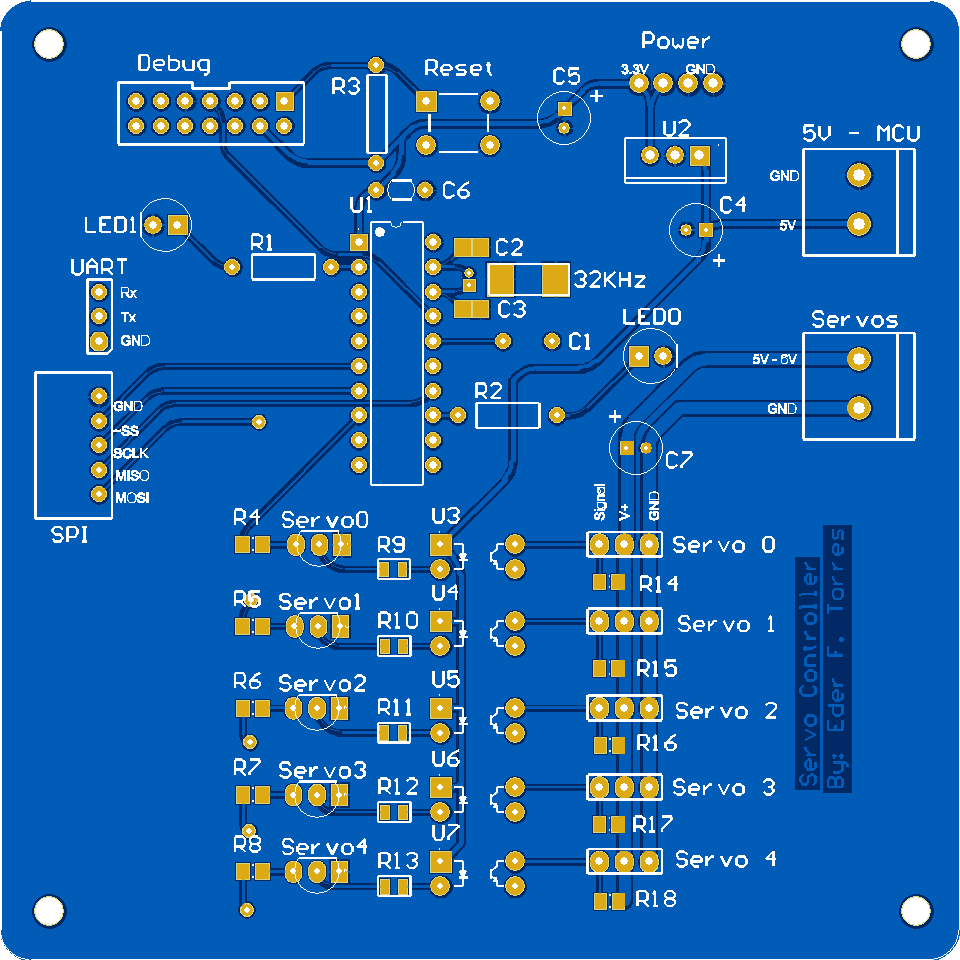 Power
Debug
Reset
3.3V
GND
R3
C5
+
U2
5V - MCU
GND
C6
U1
C4
LED1
5V
R1
C2
+
UART
32KHz
Rx
C3
Tx
LED0
Servos
GND
C1
5V-6V
R2
GND
GND
+
~SS
SCLK
C7
MISO
MOSI
Signal
V+
GND
SPI
R4
Servo0
U3
R9
Servo 0
R14
R5
Servo1
U4
R10
Servo 1
R15
R6
Servo2
U5
R11
Servo 2
R16
R7
Servo3
U6
R12
Servo 3
R17
R8
Servo4
U7
R13
Servo 4
R18
Servo Controller
By: Eder F. Torres